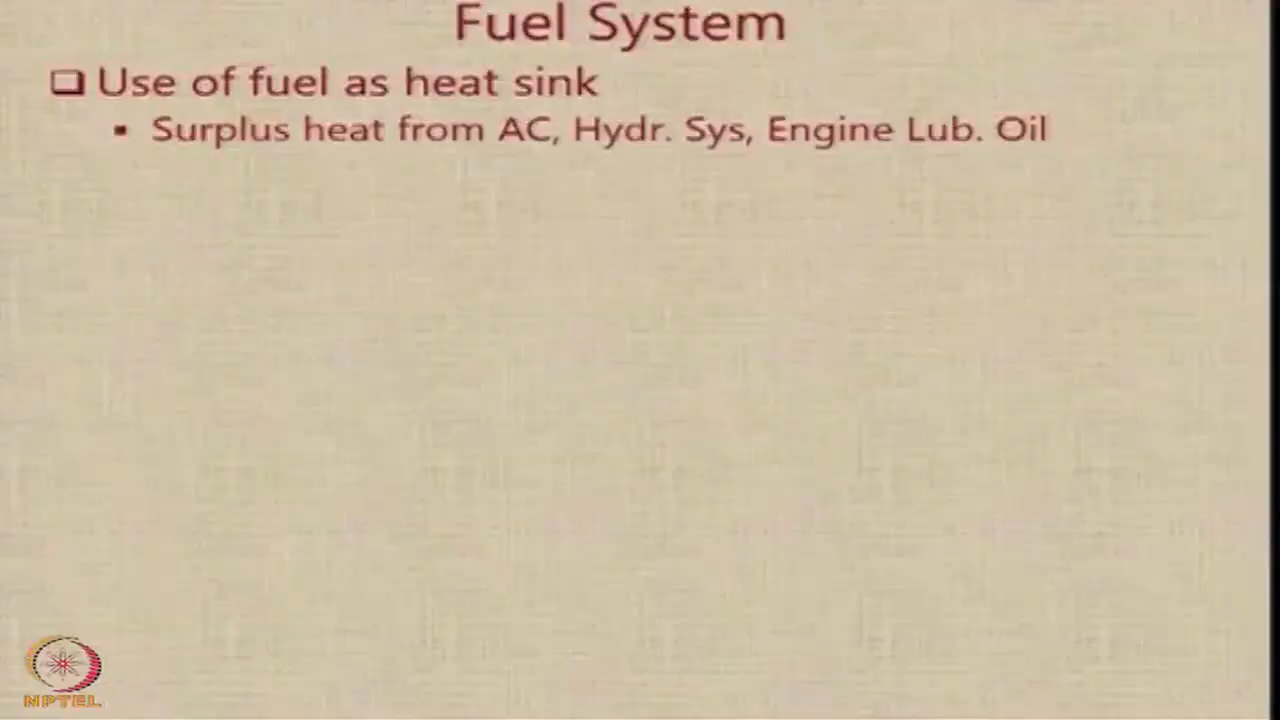 Fuel System
Use of fuel as heat sink
Surplus heat from AC, Hydr. Sys, Engine Lub. Oil
NPTEL